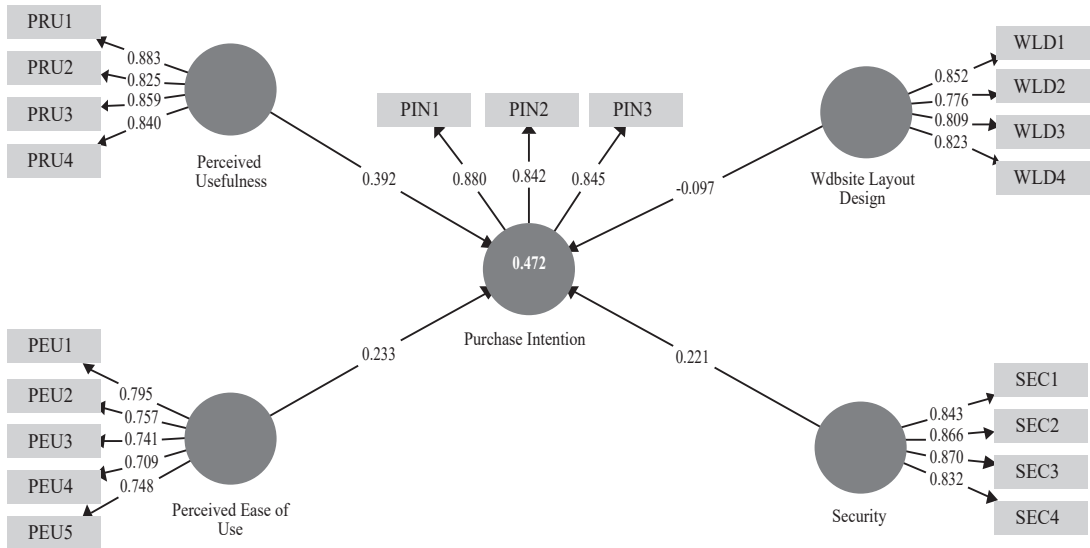 PRU1
PRU2
PRU3
PRU4
0.883
0.825
0.859
0.840
Perceived
Usefulness
0.392
PIN1
PIN2
PIN3
0.880
0.842
0.845
0.472
Purchase Intention
WLD1
WLD2
WLD3
WLD4
0.852
0.776
0.809
0.823
Wdbsite Layout
Design
-0.097
PEU1
PEU2
PEU3
PEU4
PEU5
0.795
0.757
0.741
0.709
0.748
Perceived Ease of
Use
0.233
SEC1
SEC2
SEC3
SEC4
0.843
0.866
0.870
0.832
Security
0.221